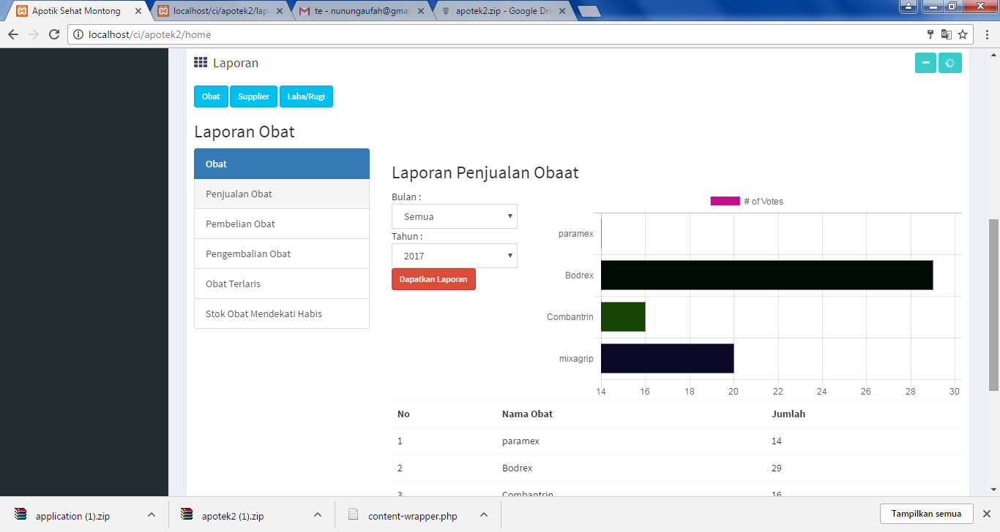 Apotik Sehat Montong
localhost/ci/apotek2/lap
te - nunungaufah@gmai
apotek2.zip - Google Dri
localhost/ci/apotek2/home
Laporan
Obat Supplier Laba/Rugi
Laporan Obat
Obat
Penjualan Obat
Pembelian Obat
Pengembalian Obat
Obat Terlaris
Stok Obat Mendekati Habis
Laporan Penjualan Obaat
Bulan :
Semua
Tahun :
2017
Dapatkan Laporan
# of Votes
paramex
Bodrex
Combantrin
mixagrip
14 16 18 20 22 24 26 28 30
No Nama Obat Jumlah
1 paramex 14
2 Bodrex 29
3 Combantrin 16
application (1).zip
apotek2 (1).zip
content-wrapper.php
Tampilkan semua